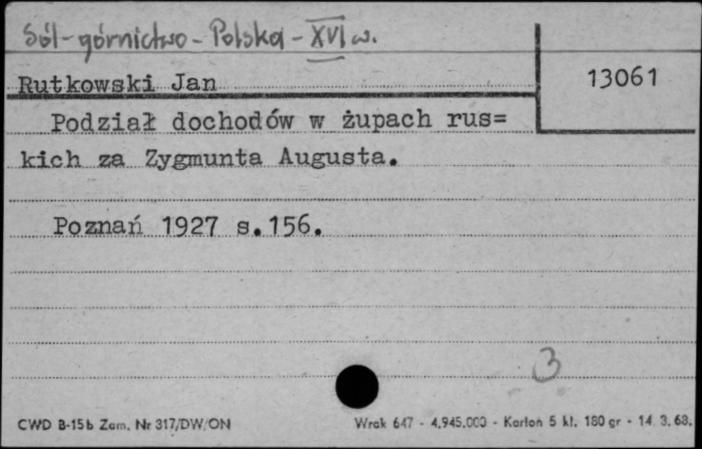 Sól-górnictwo-Polska-XVI w.
Rutkowski Jan
13061
Podział dochodów w żupach rus=
kich za Zygmunta Augusta.
Poznań 1927 s.156.
3
CWD B-15b Zam. Nr 317/DW/ON
Wrak 647 - 4.945.000 - Karton 5 kl. 180 gr - 14. 3. 63.